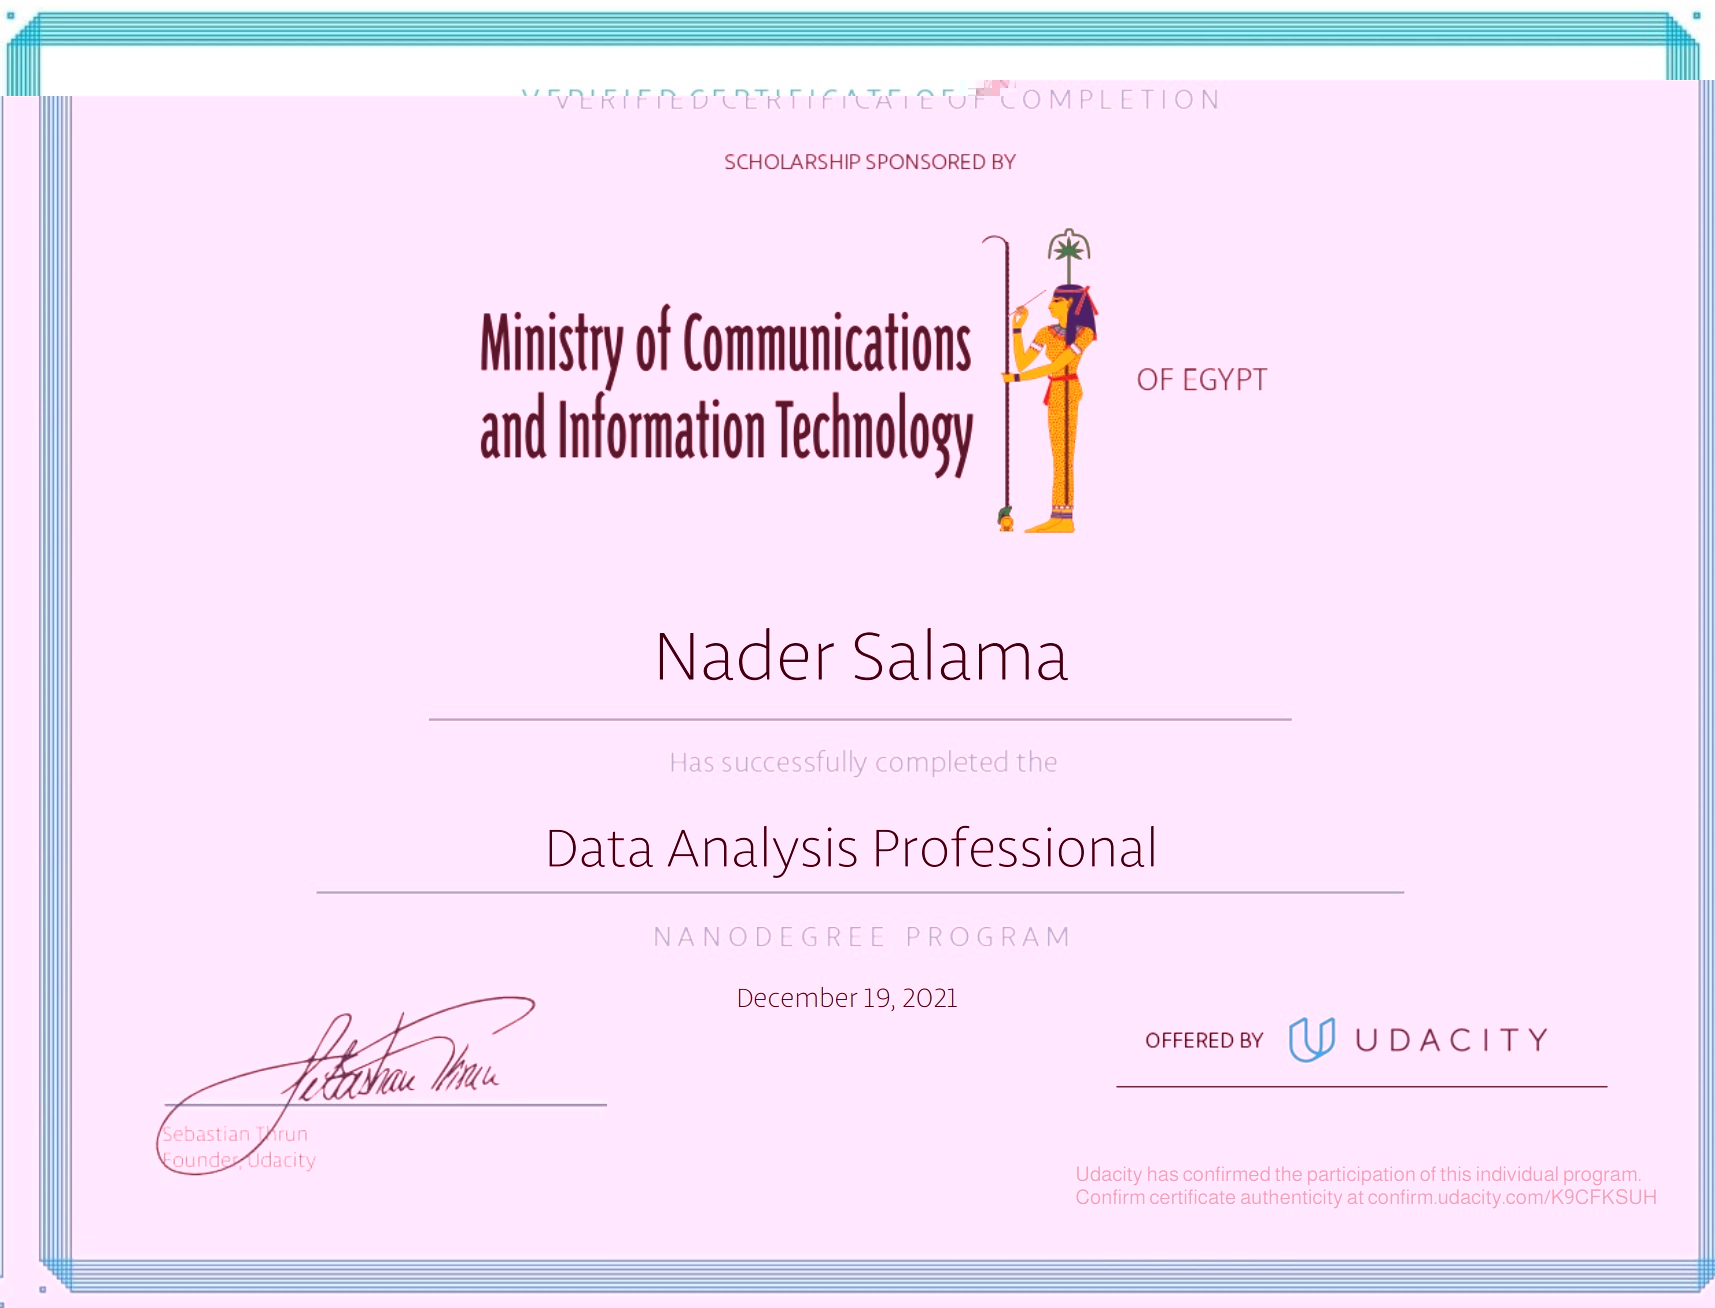 VERIFIED CERTIFICATE OF COMPLETION
SCHOLARSHIP SPONSORED BY
Ministry of Communications
and Information Technology
OF EGYPT
Nader Salama
Has successfully completed the
Data Analysis Professional
NANODEGREE PROGRAM
December 19, 2021
OFFERED BY UDACITY
Sebastian Thrun
Sebastian Thrun
Founder, Udacity
Udacity has confirmed the participation of this individual program.
Confirm certificate authenticity at confirm.udacity.com/K9CFKSUH